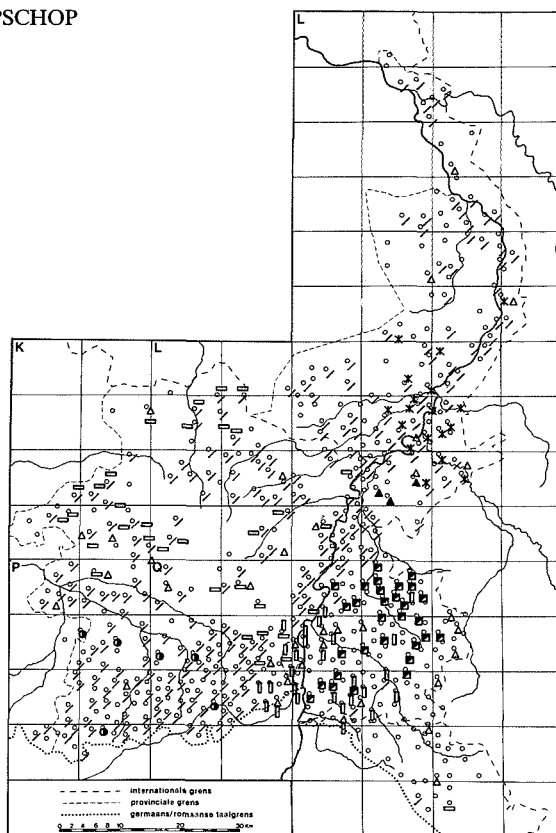 PSCHOP
L
K L
Q
P
internationale grens
provinciale grens
germaans/romaanse taalgrens
0 2 4 6 8 10 20 30 Km